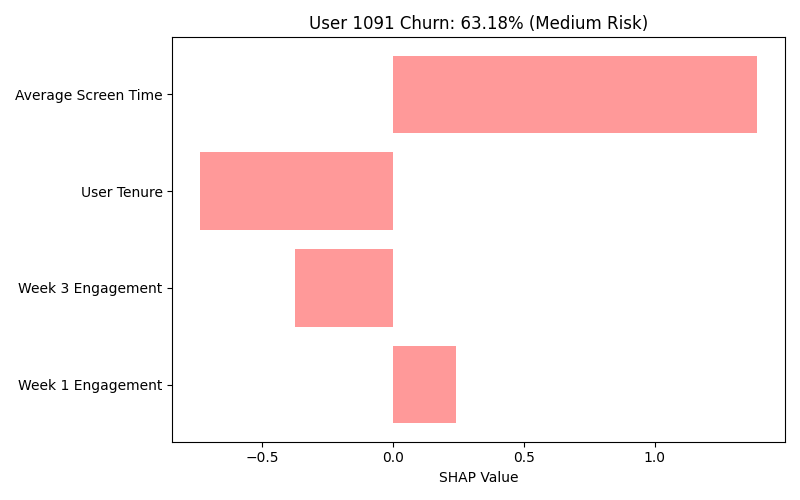 User 1091 Churn: 63.18% (Medium Risk)
Average Screen Time
User Tenure
Week 3 Engagement
Week 1 Engagement
−0.5 0.0 0.5 1.0
SHAP Value